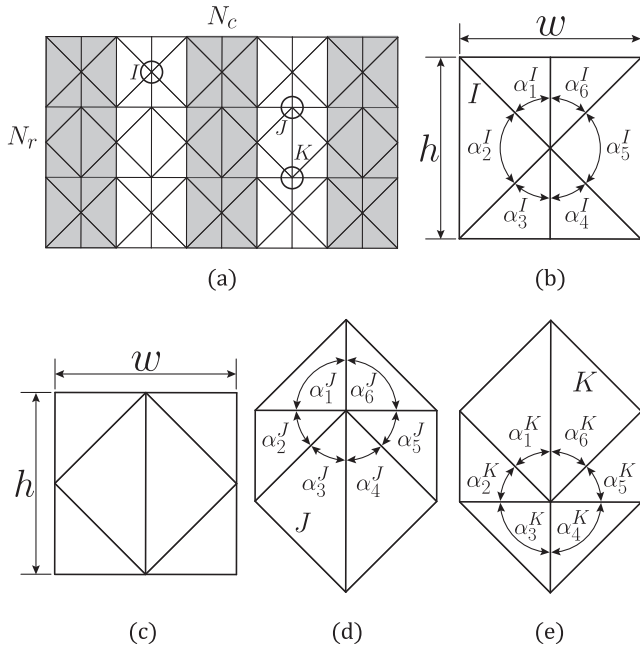 N_c
I
J
N_r
K
(a)
w
h
I
α_1^I
α_6^I
α_2^I
α_5^I
α_3^I
α_4^I
(b)
w
h
(c)
α_1^J
α_6^J
α_2^J
α_5^J
α_3^J
α_4^J
J
(d)
K
α_1^K
α_6^K
α_2^K
α_5^K
α_3^K
α_4^K
(e)